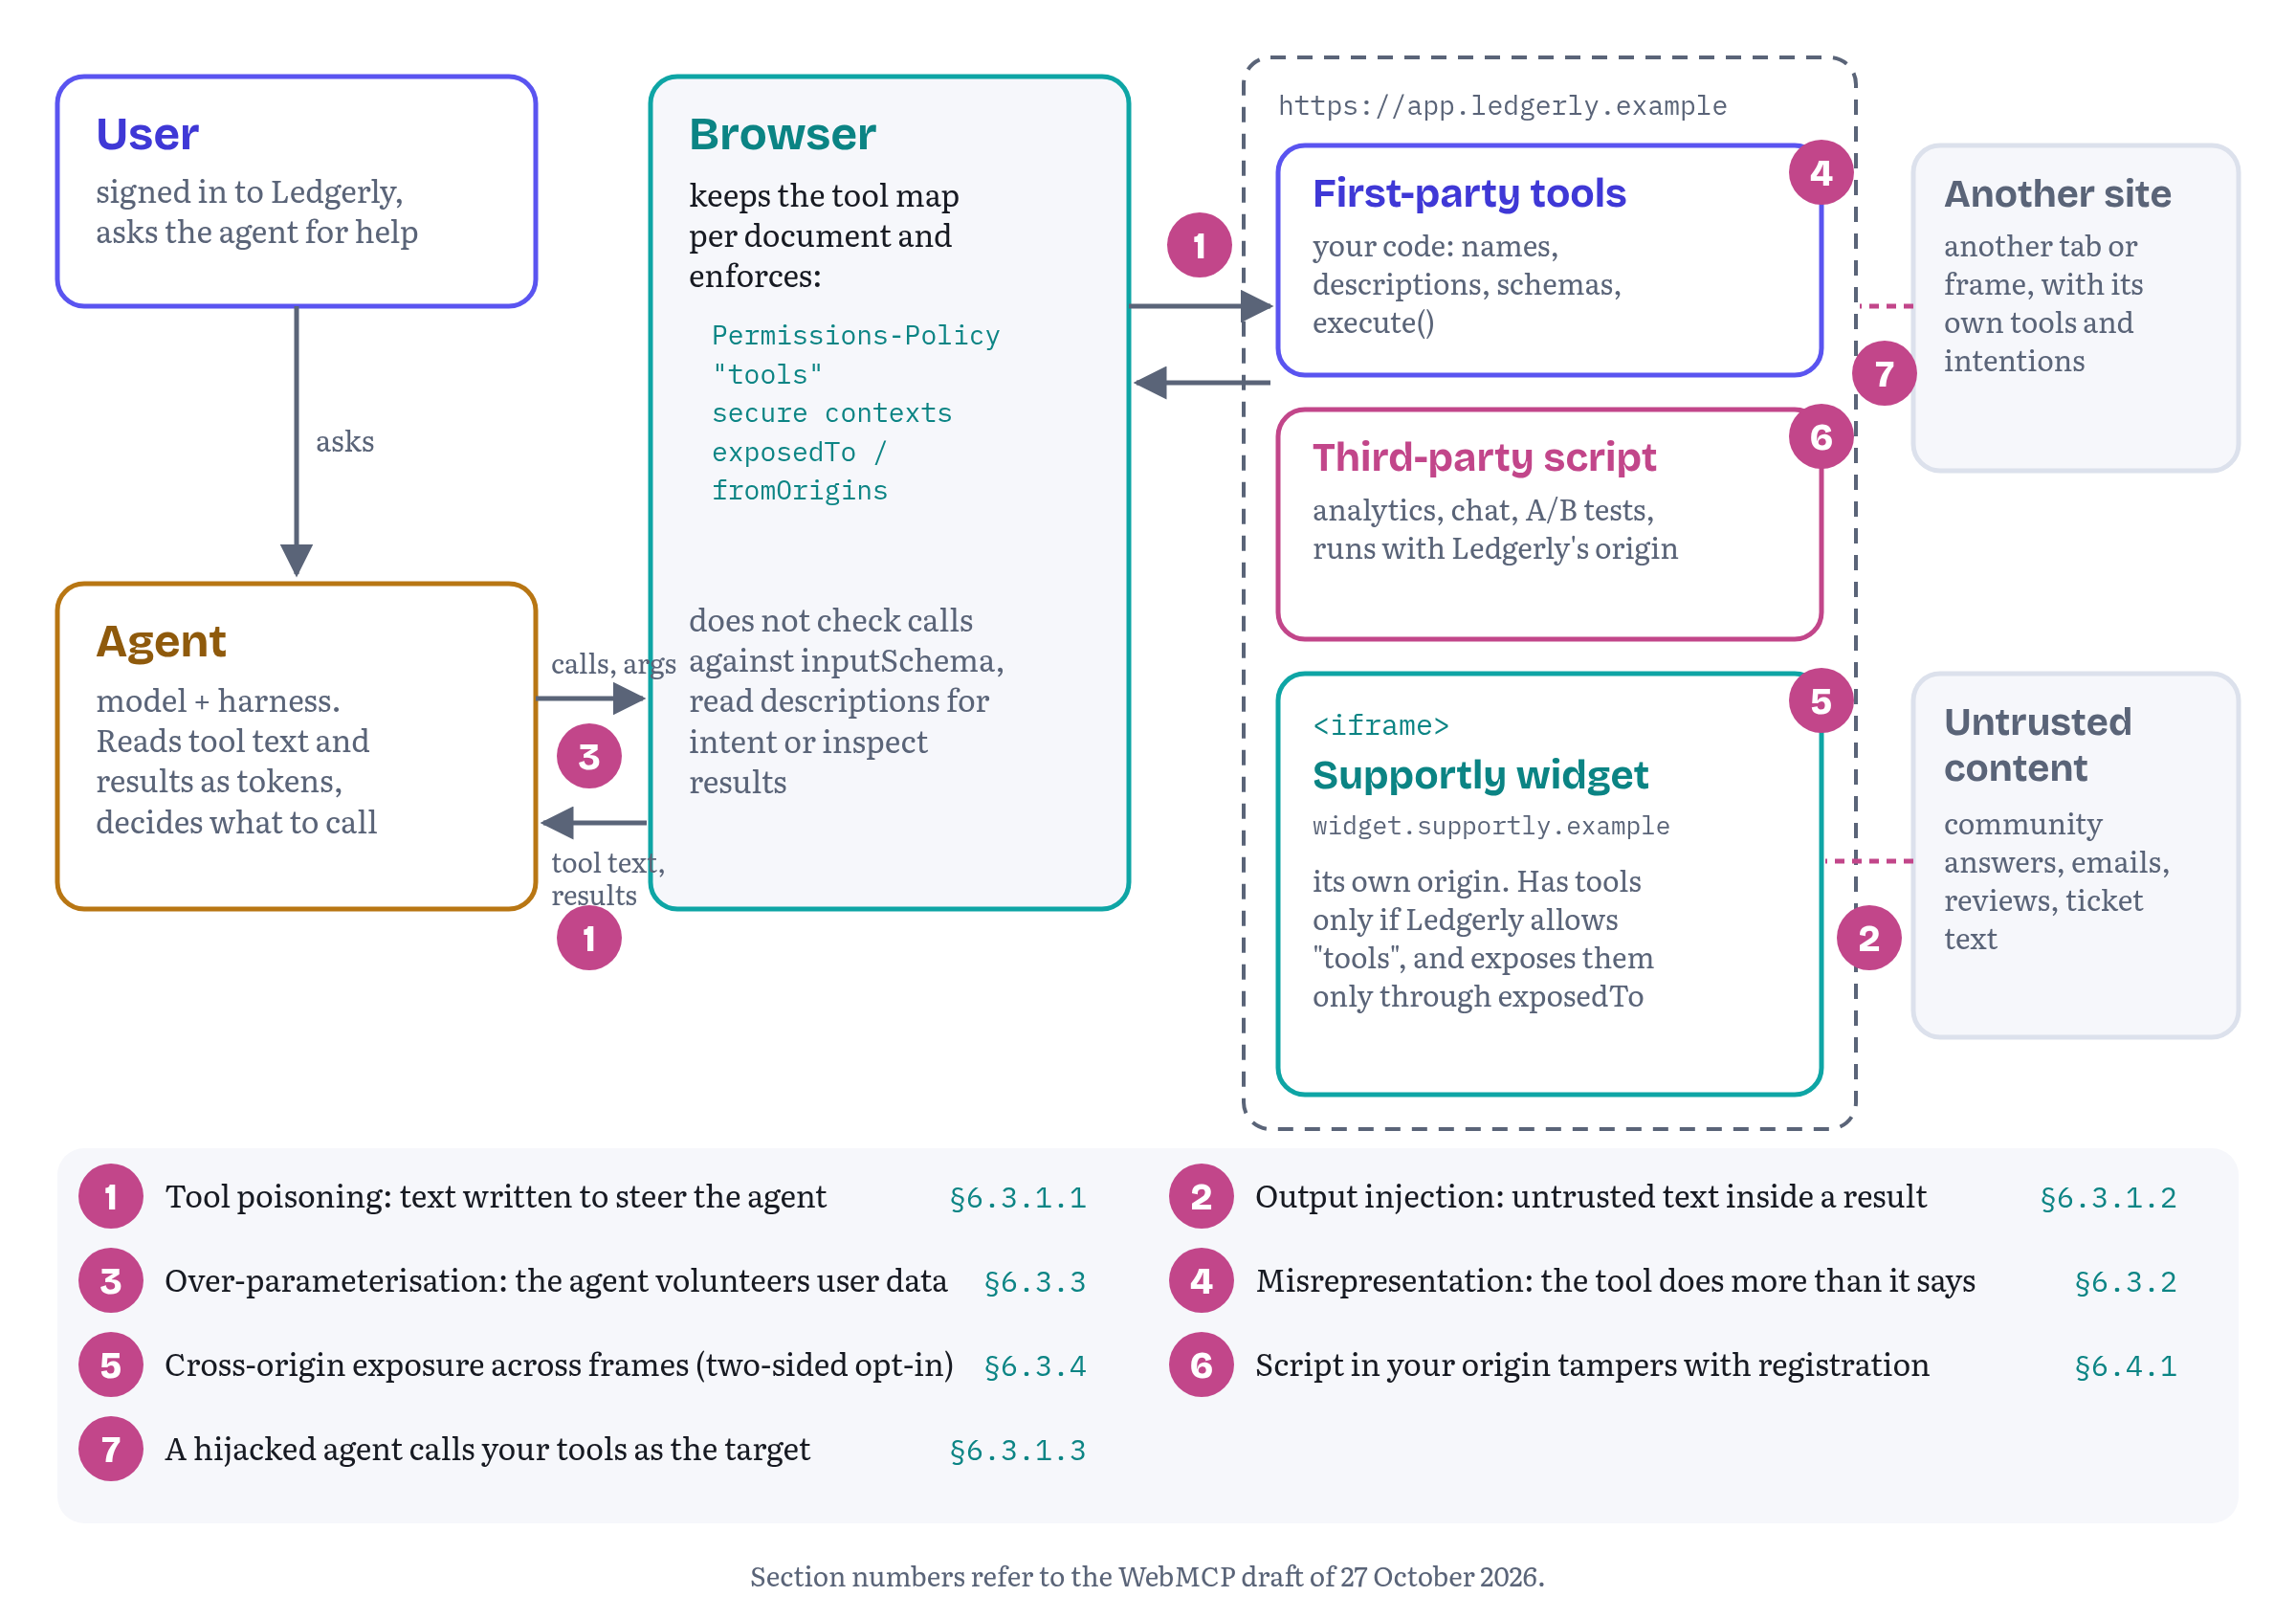 User
signed in to Ledgerly,
asks the agent for help
asks
Agent
model + harness.
Reads tool text and
results as tokens,
decides what to call
calls, args
3
tool text,
results
1
Browser
keeps the tool map
per document and
enforces:
Permissions-Policy
"tools"
secure contexts
exposedTo /
fromOrigins
does not check calls
against inputSchema,
read descriptions for
intent or inspect
results
1
https://app.ledgerly.example
4
First-party tools
your code: names,
descriptions, schemas,
execute()
6
Third-party script
analytics, chat, A/B tests,
runs with Ledgerly's origin
5
<iframe>
Supportly widget
widget.supportly.example
its own origin. Has tools
only if Ledgerly allows
"tools", and exposes them
only through exposedTo
Another site
another tab or
frame, with its
own tools and
intentions
7
Untrusted
content
community
answers, emails,
reviews, ticket
text
2
1 Tool poisoning: text written to steer the agent §6.3.1.1
2 Output injection: untrusted text inside a result §6.3.1.2
3 Over-parameterisation: the agent volunteers user data §6.3.3
4 Misrepresentation: the tool does more than it says §6.3.2
5 Cross-origin exposure across frames (two-sided opt-in) §6.3.4
6 Script in your origin tampers with registration §6.4.1
7 A hijacked agent calls your tools as the target §6.3.1.3
Section numbers refer to the WebMCP draft of 27 October 2026.